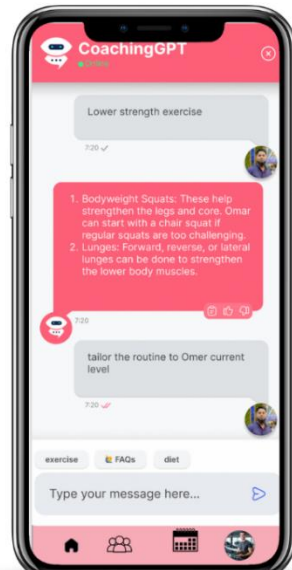 CoachingGPT
Online
Lower strength exercise
7:20
1. Bodyweight Squats: These help
strengthen the legs and core. Omar
can start with a chair squat if
regular squats are too challenging.
2. Lunges: Forward, reverse, or lateral
lunges can be done to strengthen
the lower body muscles.
7:20
tailor the routine to Omer current
level
7:20
exercise FAQs diet
Type your message here...